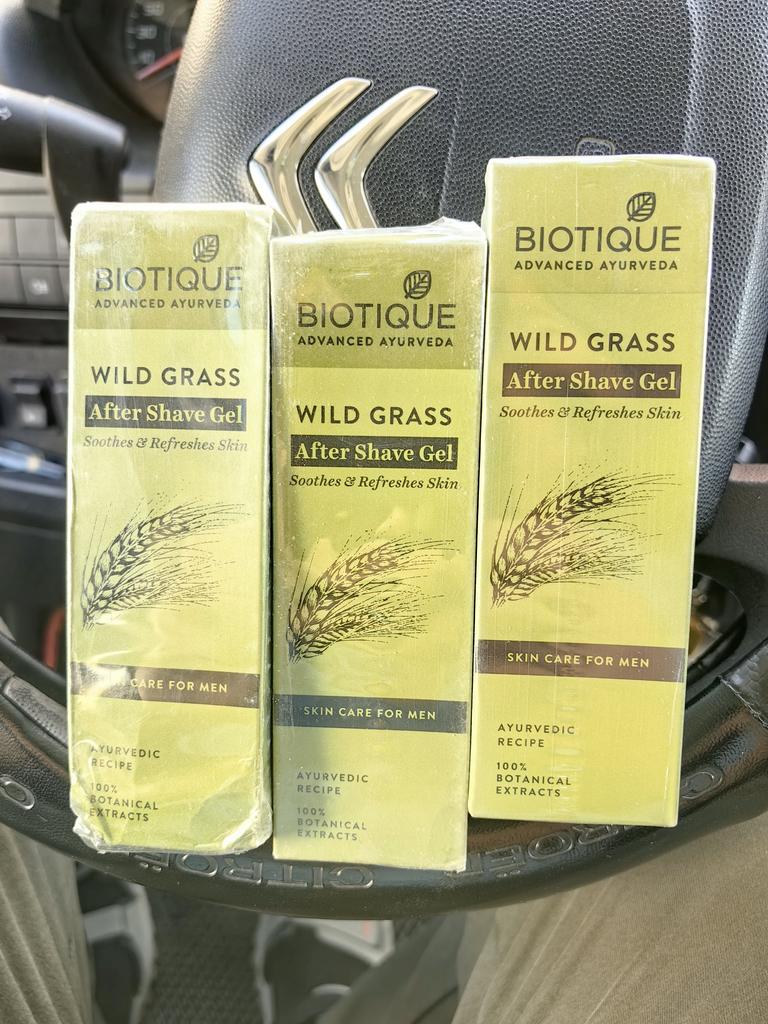 BIOTIQUE
ADVANCED AYURVEDA
WILD GRASS
After Shave Gel
Soothes & Refreshes Skin
SKIN CARE FOR MEN
AYURVEDIC
RECIPE
100%
BOTANICAL
EXTRACTS
BIOTIQUE
ADVANCED AYURVEDA
WILD GRASS
After Shave Gel
Soothes & Refreshes Skin
SKIN CARE FOR MEN
AYURVEDIC
RECIPE
100%
BOTANICAL
EXTRACTS
BIOTIQUE
ADVANCED AYURVEDA
WILD GRASS
After Shave Gel
Soothes & Refreshes Skin
SKIN CARE FOR MEN
AYURVEDIC
RECIPE
100%
BOTANICAL
EXTRACTS
CITROËN CITROËN